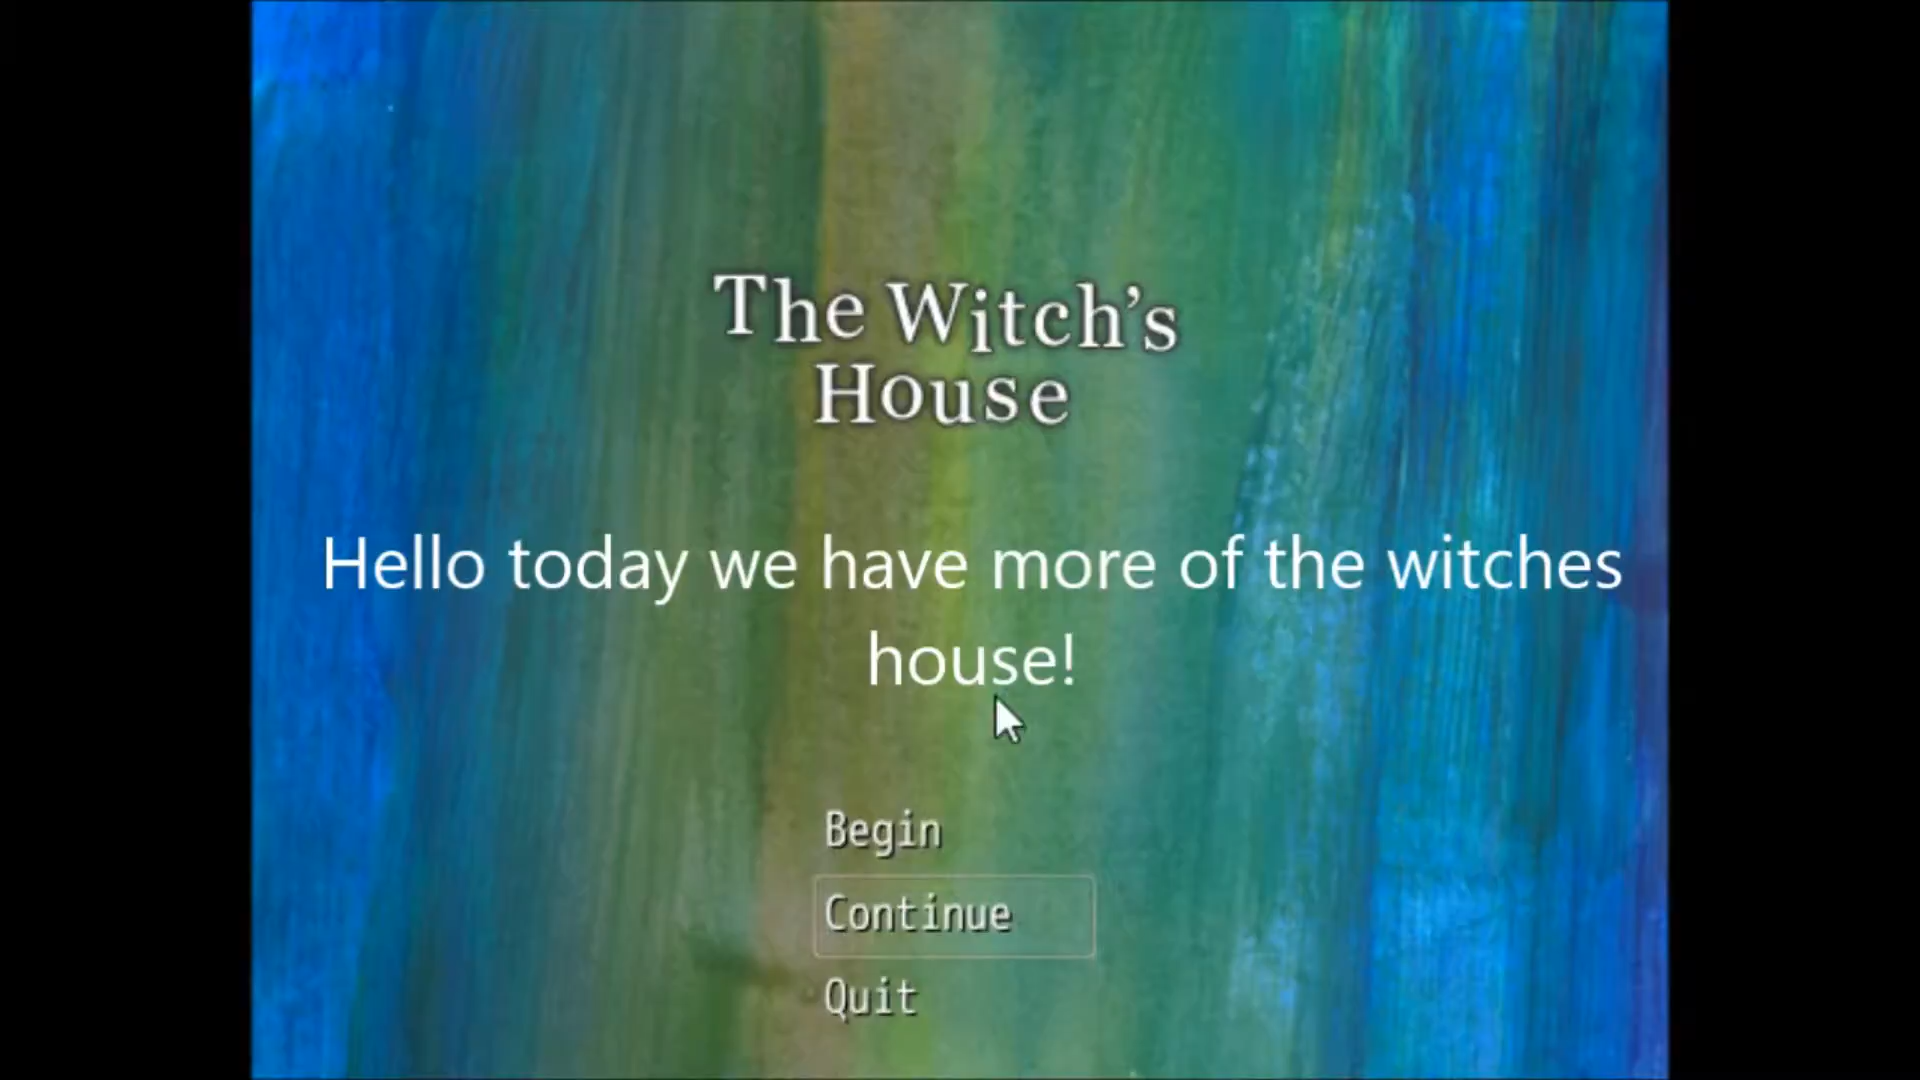 The Witch's
House
Hello today we have more of the witches
house!
Begin
Continue
Quit